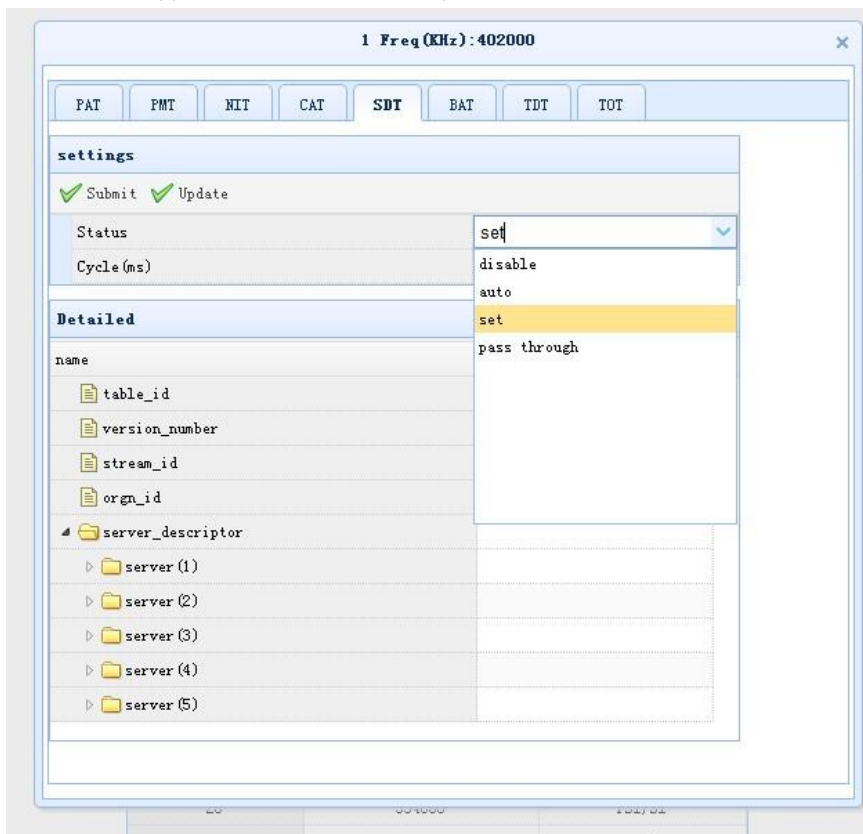 1 Freq(KHz):402000
PAT PMT NIT CAT SDT BAT TDT TOT
settings
Submit Update
Status set
Cycle(ms) disable
auto
Detailed set
name pass through
table_id
version_number
stream_id
orgn_id
server_descriptor
server(1)
server(2)
server(3)
server(4)
server(5)